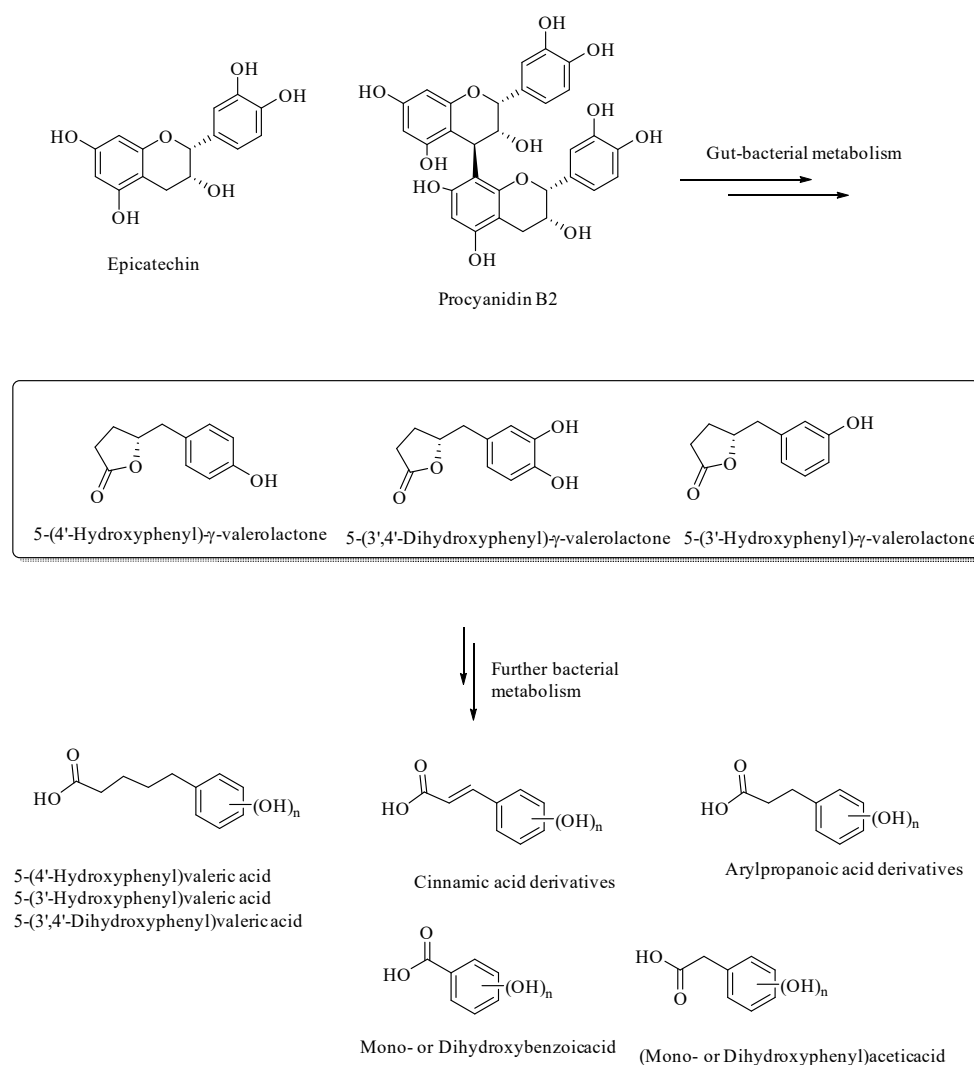 OH
OH
HO
O
OH
OH
Epicatechin
OH
OH
HO
O
OH
OH
OH
OH
HO
O
OH
OH
Procyanidin B2
Gut-bacterial metabolism
O
O
OH
5-(4'-Hydroxyphenyl)-γ-valerolactone
O
O
OH
OH
5-(3',4'-Dihydroxyphenyl)-γ-valerolactone
O
O
OH
5-(3'-Hydroxyphenyl)-γ-valerolactone
Further bacterial
metabolism
O
HO
(OH)n
5-(4'-Hydroxyphenyl)valeric acid
5-(3'-Hydroxyphenyl)valeric acid
5-(3',4'-Dihydroxyphenyl)valeric acid
O
HO
(OH)n
Cinnamic acid derivatives
O
HO
(OH)n
Arylpropanoic acid derivatives
O
HO
(OH)n
Mono- or Dihydroxybenzoicacid
HO
O
(OH)n
(Mono- or Dihydroxyphenyl)aceticacid